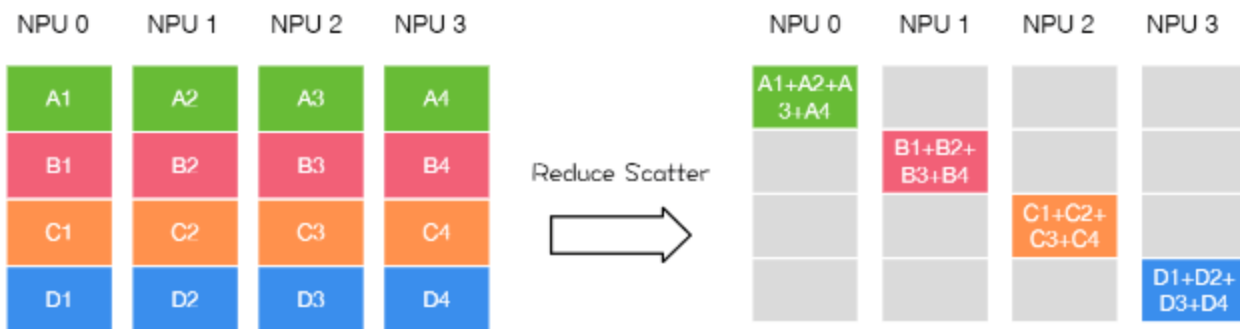 NPU 0 NPU 1 NPU 2 NPU 3 NPU 0 NPU 1 NPU 2 NPU 3
A1 A2 A3 A4 A1+A2+A
3+A4
B1 B2 B3 B4 B1+B2+
B3+B4
Reduce Scatter
C1 C2 C3 C4 C1+C2+
C3+C4
D1 D2 D3 D4 D1+D2+
D3+D4